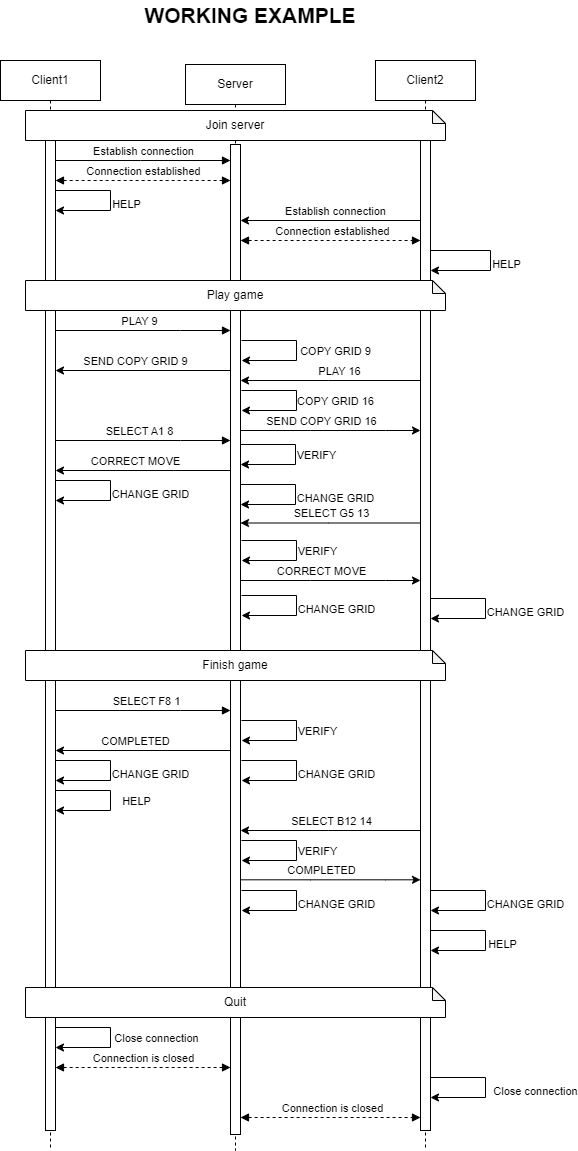 WORKING EXAMPLE
Client1
Server
Client2
Join server
Establish connection
Connection established
HELP
Establish connection
Connection established
HELP
Play game
PLAY 9
COPY GRID 9
SEND COPY GRID 9
PLAY 16
COPY GRID 16
SEND COPY GRID 16
SELECT A1 8
VERIFY
CORRECT MOVE
CHANGE GRID
CHANGE GRID
SELECT G5 13
VERIFY
CORRECT MOVE
CHANGE GRID
CHANGE GRID
Finish game
SELECT F8 1
VERIFY
COMPLETED
CHANGE GRID
CHANGE GRID
HELP
SELECT B12 14
VERIFY
COMPLETED
CHANGE GRID
CHANGE GRID
HELP
Quit
Close connection
Connection is closed
Close connection
Connection is closed